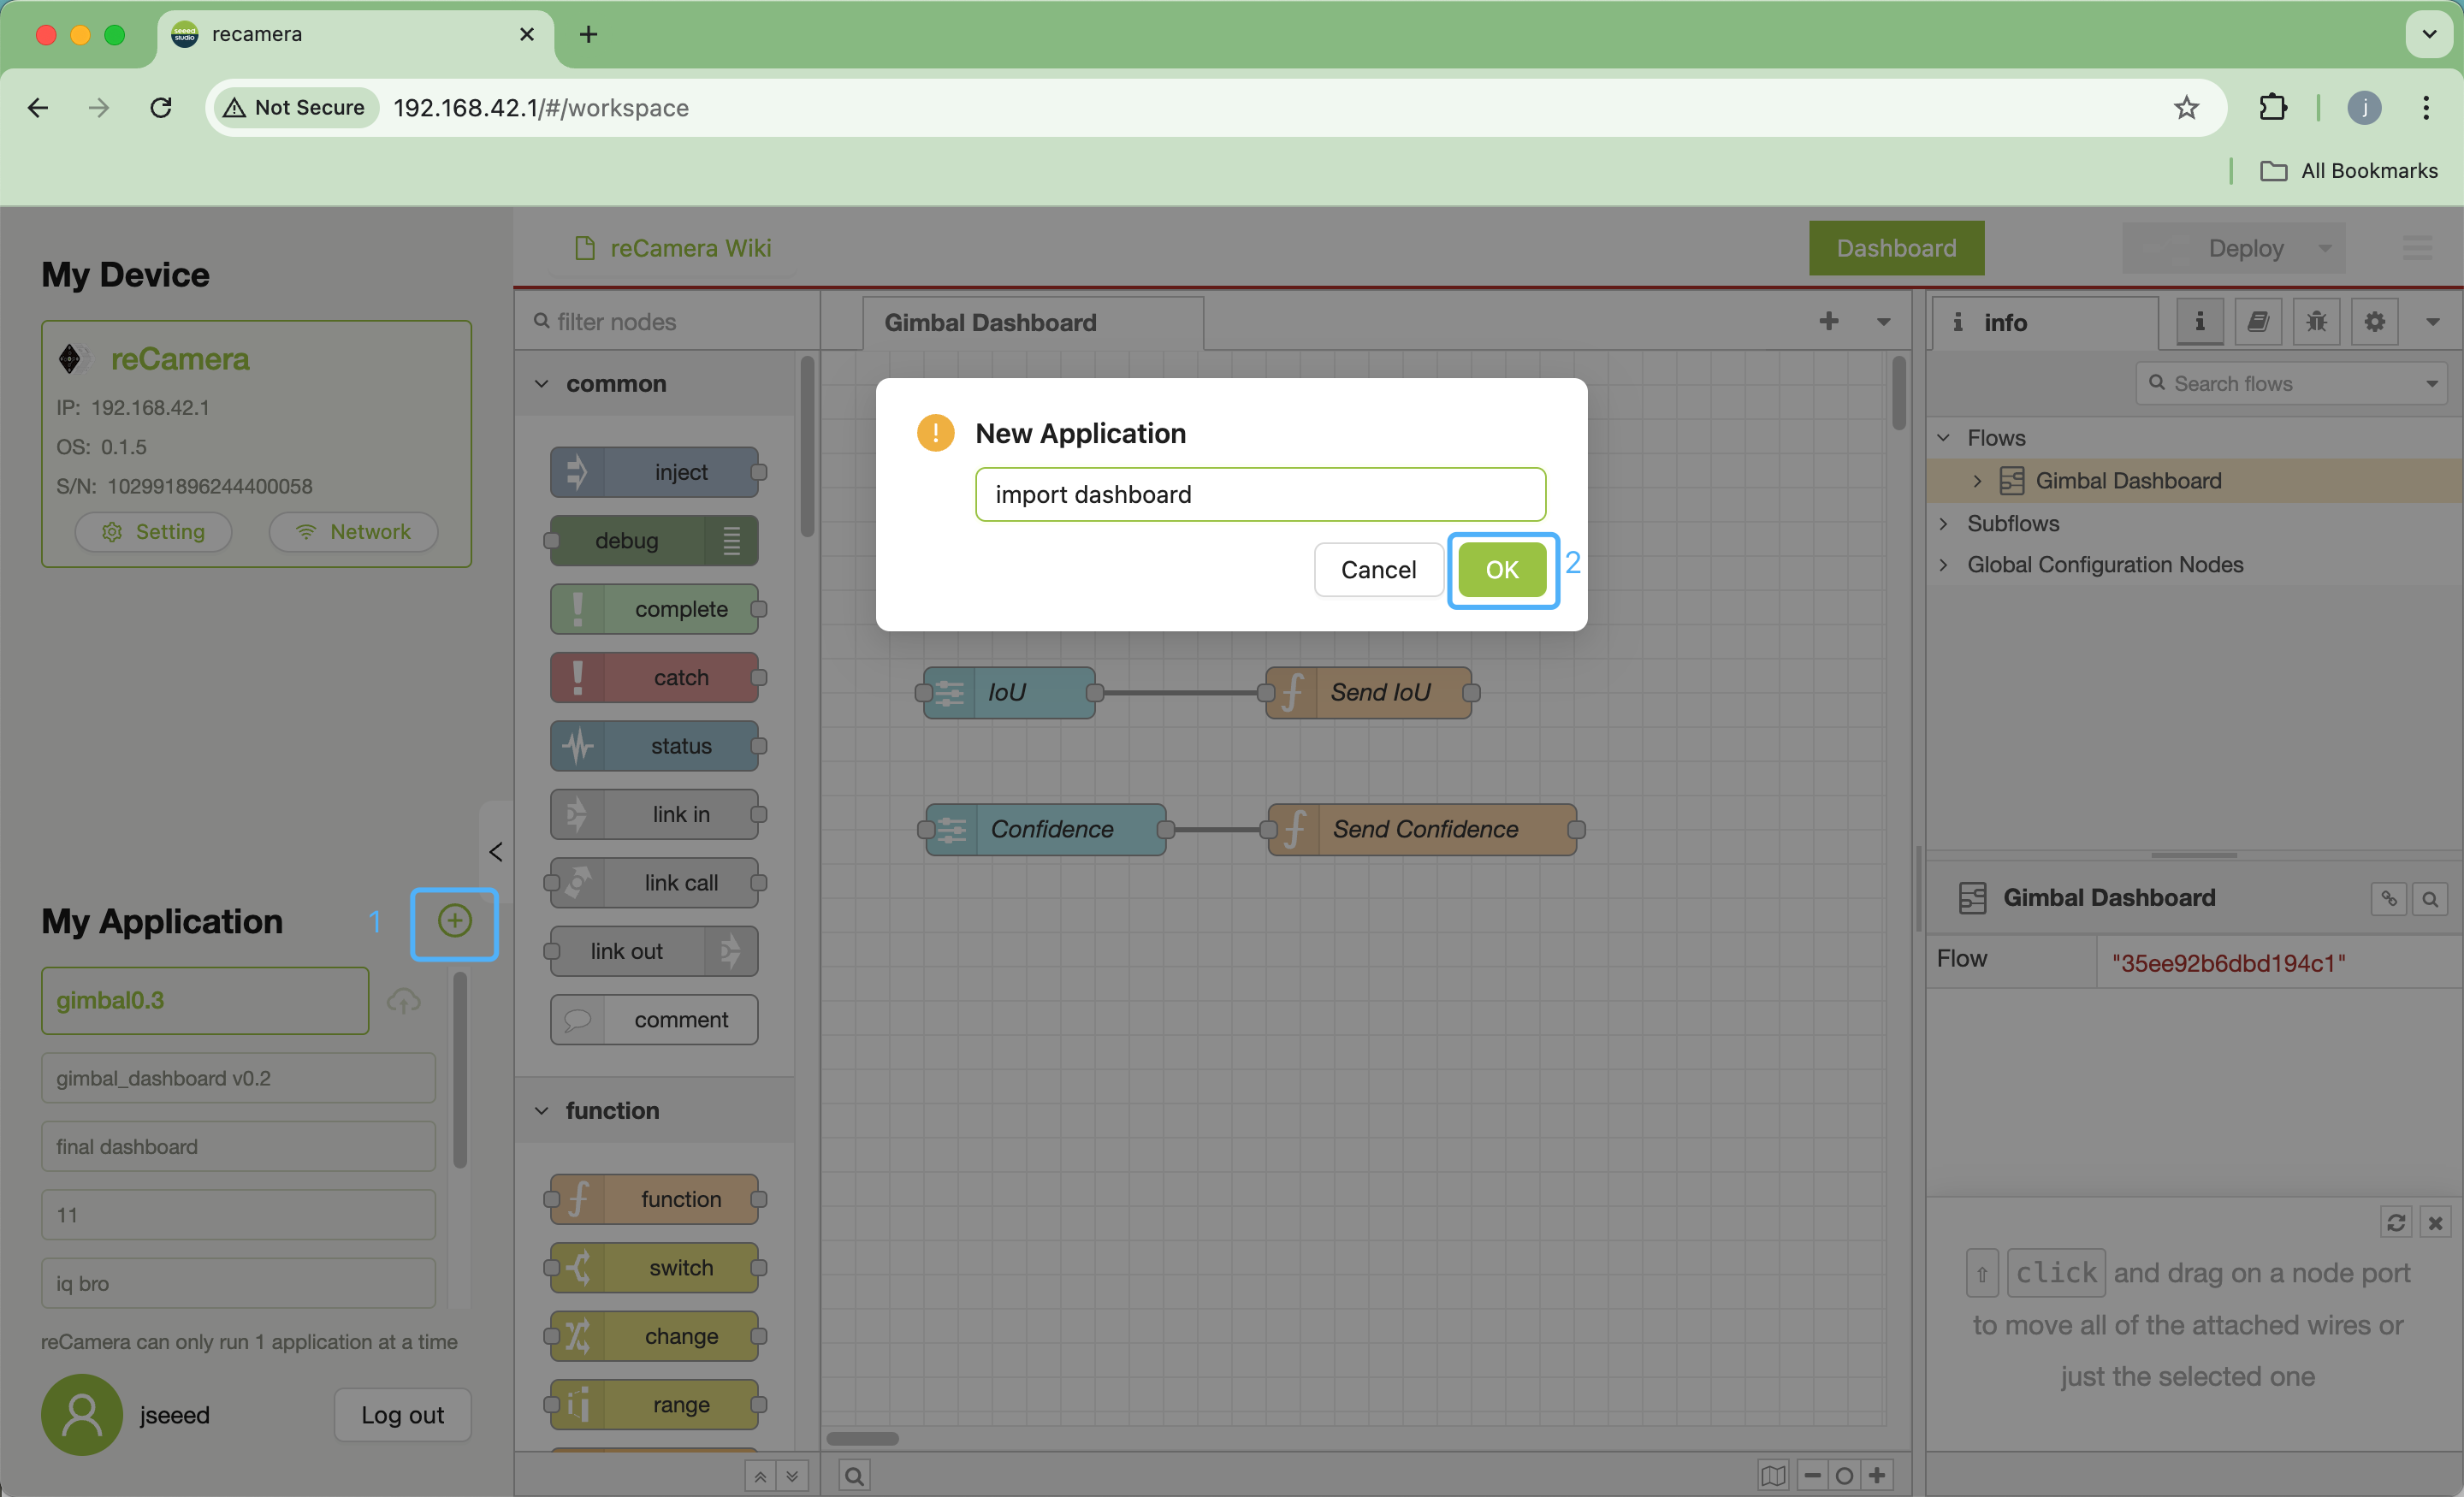 recamera
Not Secure
192.168.42.1/#/workspace
j
All Bookmarks
My Device
reCamera
IP: 192.168.42.1
OS: 0.1.5
S/N: 102991896244400058
Setting
Network
My Application
1
gimbal0.3
gimbal_dashboard v0.2
final dashboard
11
iq bro
reCamera can only run 1 application at a time
jseeed
Log out
reCamera Wiki
Dashboard
Deploy
filter nodes
common
inject
debug
complete
catch
status
link in
link call
link out
comment
function
function
switch
change
range
Gimbal Dashboard
New Application
import dashboard
Cancel
OK
2
IoU
Send IoU
Confidence
Send Confidence
info
Search flows
Flows
Gimbal Dashboard
Subflows
Global Configuration Nodes
Gimbal Dashboard
Flow
"35ee92b6dbd194c1"
⇧ click and drag on a node port
to move all of the attached wires or
just the selected one